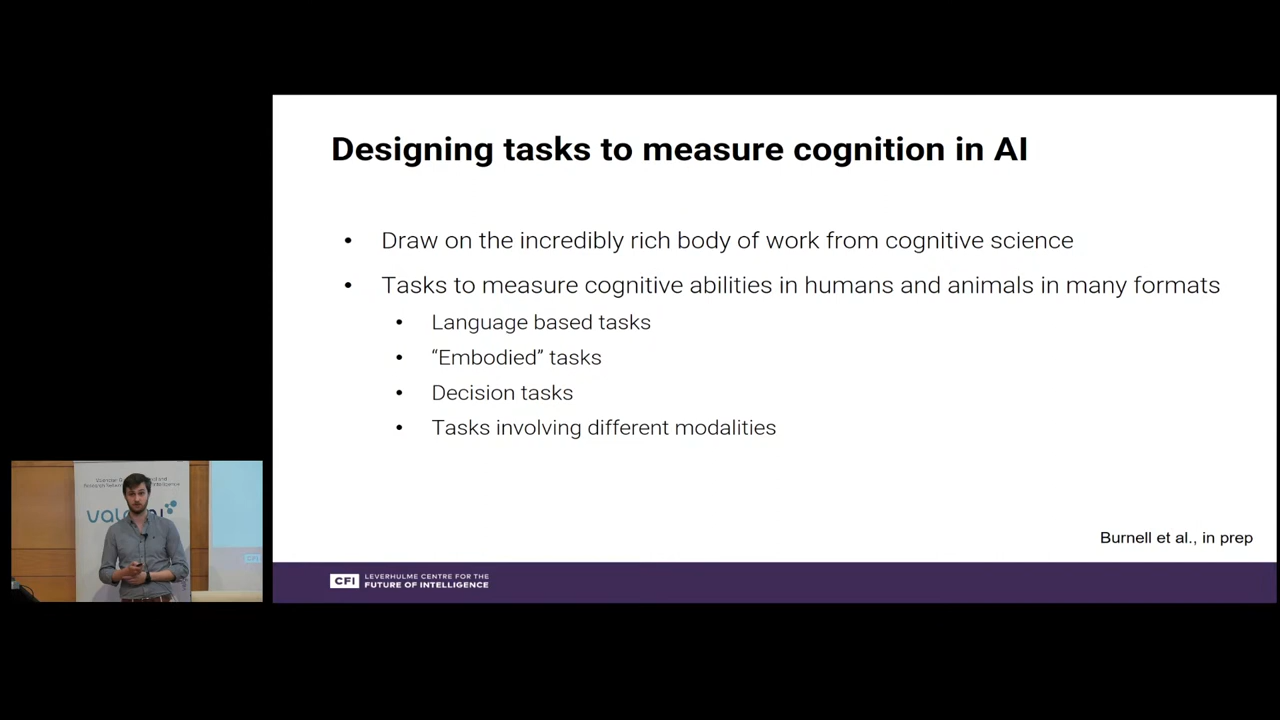 Designing tasks to measure cognition in AI
• Draw on the incredibly rich body of work from cognitive science
• Tasks to measure cognitive abilities in humans and animals in many formats
• Language based tasks
• “Embodied” tasks
• Decision tasks
• Tasks involving different modalities
Burnell et al., in prep
CFI LEVERHULME CENTRE FOR THE
FUTURE OF INTELLIGENCE